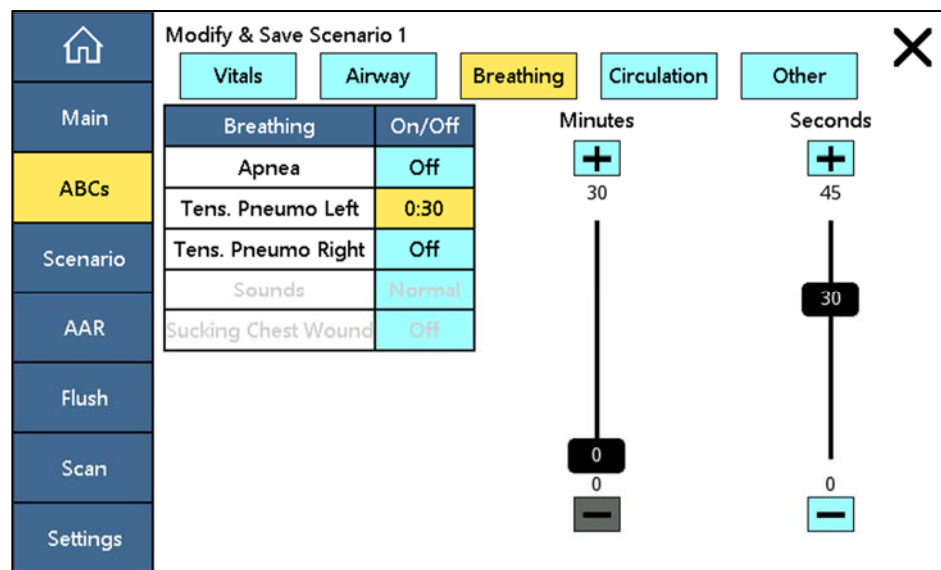 Modify & Save Scenario 1
Vitals
Airway
Breathing
Circulation
Other
Main
ABCs
Scenario
AAR
Flush
Scan
Settings
Breathing On/Off
Apnea Off
Tens. Pneumo Left 0:30
Tens. Pneumo Right Off
Sounds Normal
Sucking Chest Wound Off
Minutes
30
0
0
Seconds
45
30
0